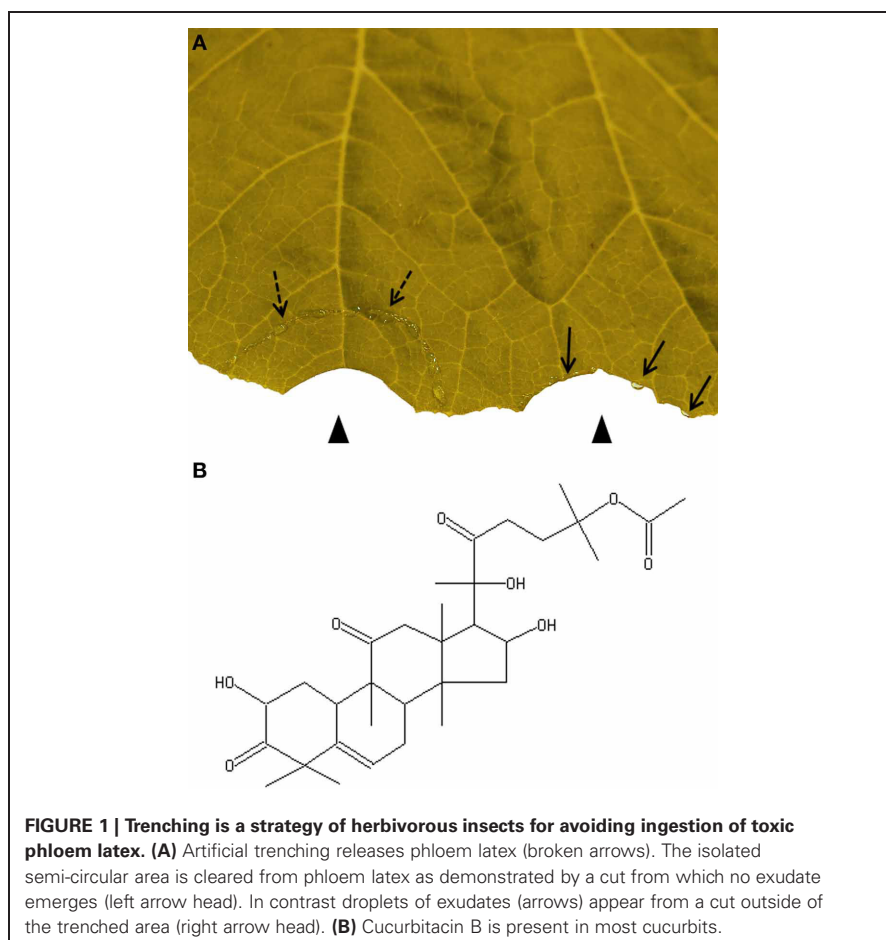 A
B
O
O
O
OH
O
OH
HO
O
FIGURE 1 | Trenching is a strategy of herbivorous insects for avoiding ingestion of toxic
phloem latex. (A) Artificial trenching releases phloem latex (broken arrows). The isolated
semi-circular area is cleared from phloem latex as demonstrated by a cut from which no exudate
emerges (left arrow head). In contrast droplets of exudates (arrows) appear from a cut outside of
the trenched area (right arrow head). (B) Cucurbitacin B is present in most cucurbits.